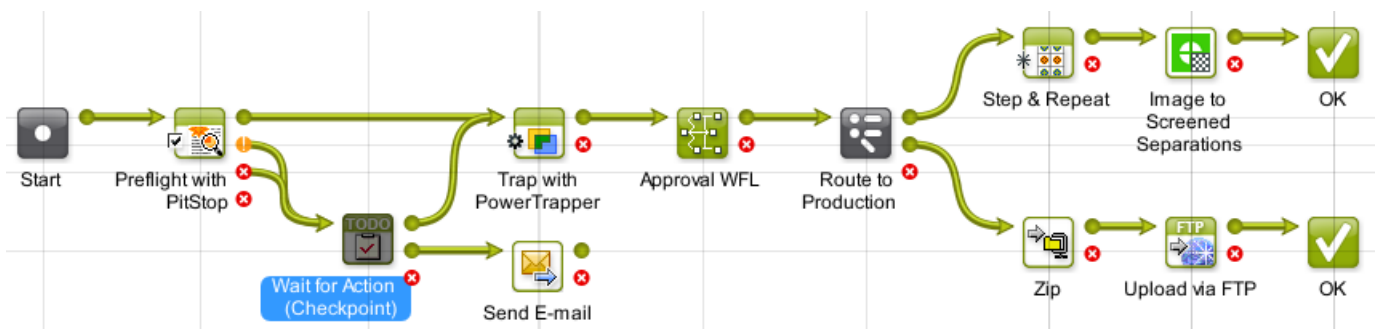 Start
Preflight with
PitStop
TODO
Wait for Action
(Checkpoint)
Trap with
PowerTrapper
Send E-mail
Approval WFL
Route to
Production
Step & Repeat
Image to
Screened
Separations
OK
Zip
FTP
Upload via FTP
OK